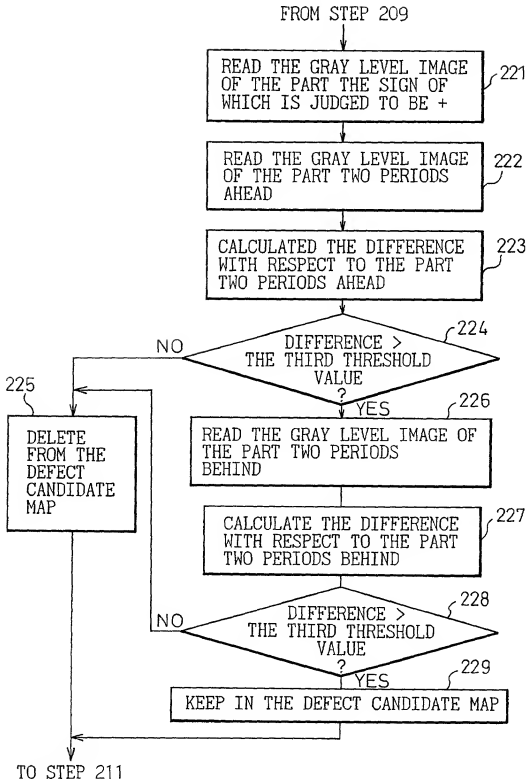 FROM STEP 209
READ THE GRAY LEVEL IMAGE
OF THE PART THE SIGN OF
WHICH IS JUDGED TO BE +
221
READ THE GRAY LEVEL IMAGE
OF THE PART TWO PERIODS
AHEAD
222
CALCULATED THE DIFFERENCE
WITH RESPECT TO THE PART
TWO PERIODS AHEAD
223
DIFFERENCE >
THE THIRD THRESHOLD
VALUE
?
224
NO
YES
225
DELETE
FROM THE
DEFECT
CANDIDATE
MAP
226
READ THE GRAY LEVEL IMAGE OF
THE PART TWO PERIODS
BEHIND
227
CALCULATE THE DIFFERENCE
WITH RESPECT TO THE PART
TWO PERIODS BEHIND
228
DIFFERENCE >
THE THIRD THRESHOLD
VALUE
?
NO
YES
229
KEEP IN THE DEFECT CANDIDATE MAP
TO STEP 211